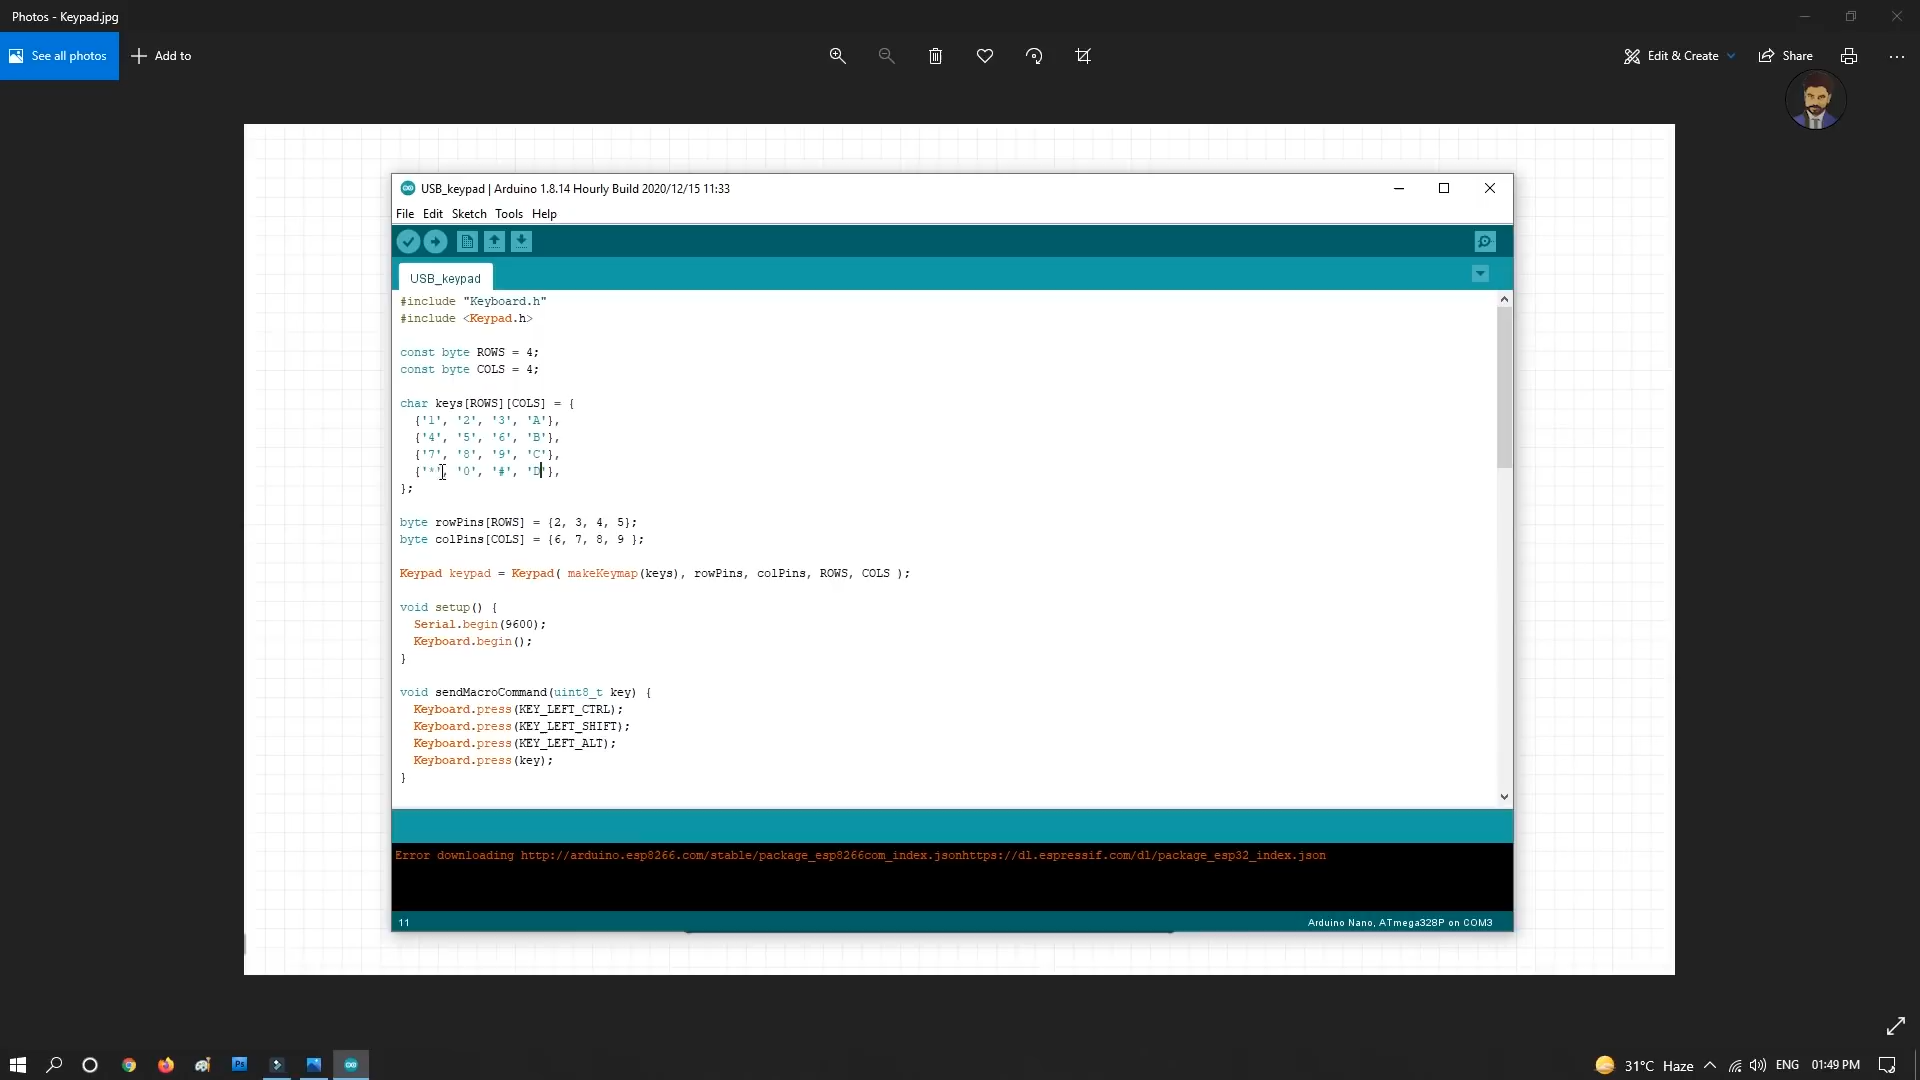 Photos - Keypad.jpg
See all photos
Add to
Edit & Create
Share
USB_keypad | Arduino 1.8.14 Hourly Build 2020/12/15 11:33
File Edit Sketch Tools Help
USB_keypad
#include "Keyboard.h"
#include <Keypad.h>
const byte ROWS = 4;
const byte COLS = 4;
char keys[ROWS][COLS] = {
{'1', '2', '3', 'A'},
{'4', '5', '6', 'B'},
{'7', '8', '9', 'C'},
{'*', '0', '#', 'D'},
};
byte rowPins[ROWS] = {2, 3, 4, 5};
byte colPins[COLS] = {6, 7, 8, 9 };
Keypad keypad = Keypad( makeKeymap(keys), rowPins, colPins, ROWS, COLS );
void setup() {
Serial.begin(9600);
Keyboard.begin();
}
void sendMacroCommand(uint8_t key) {
Keyboard.press(KEY_LEFT_CTRL);
Keyboard.press(KEY_LEFT_SHIFT);
Keyboard.press(KEY_LEFT_ALT);
Keyboard.press(key);
}
Error downloading http://arduino.esp8266.com/stable/package_esp8266com_index.jsonhttps://dl.espressif.com/dl/package_esp32_index.json
11
Arduino Nano, ATmega328P on COM3
Ps
31°C Haze
ENG
01:49 PM